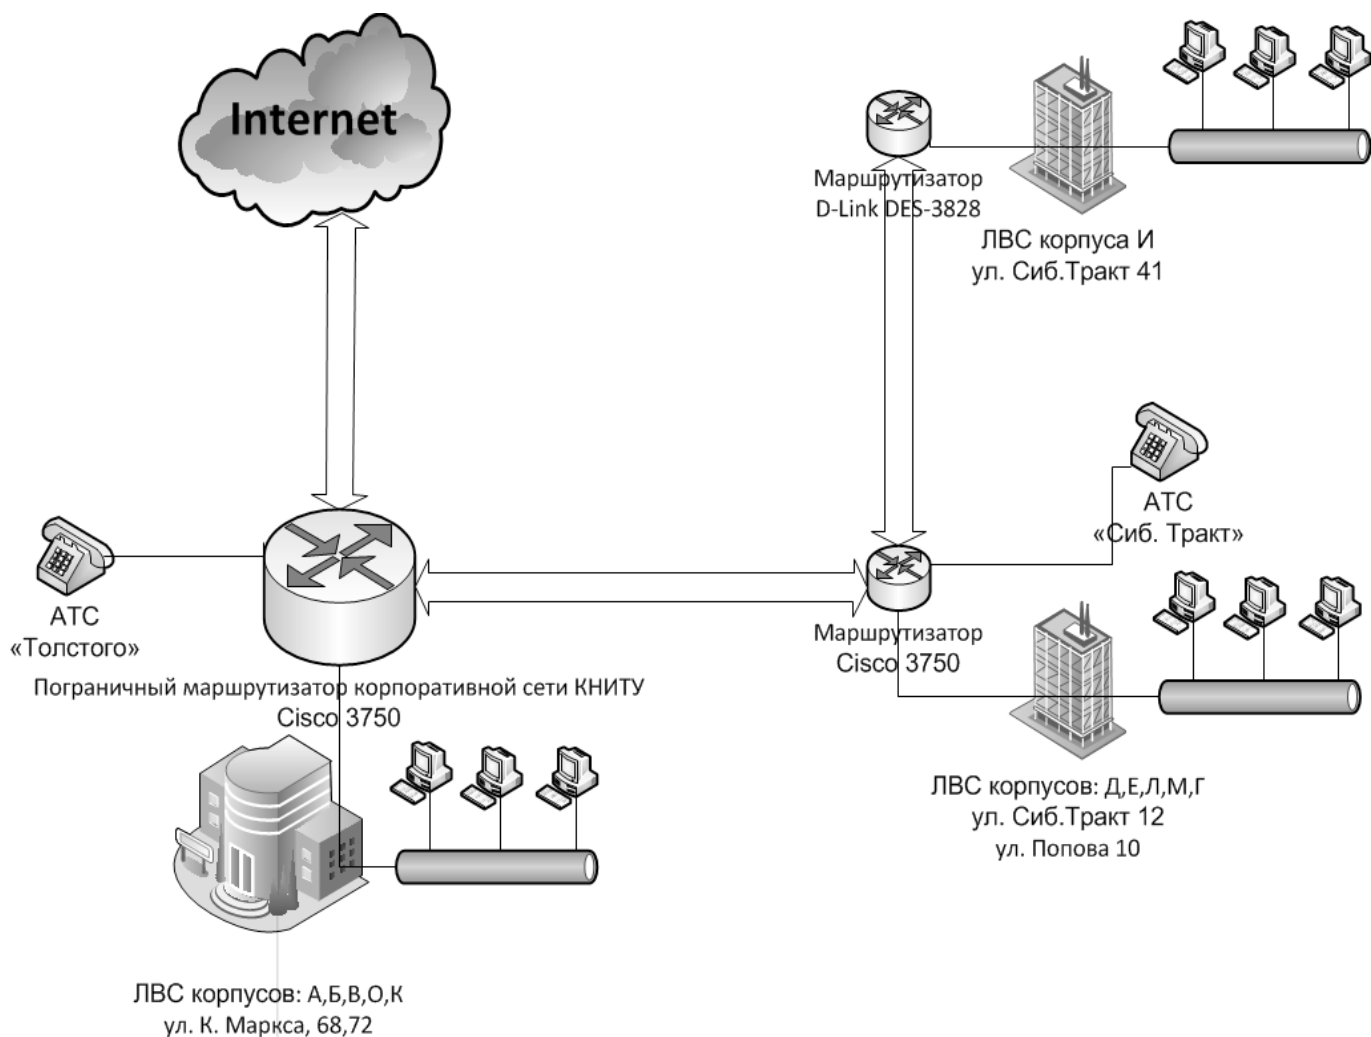 Internet
Маршрутизатор
D-Link DES-3828
ЛВС корпуса И
ул. Сиб.Тракт 41
АТС
«Сиб. Тракт»
АТС
«Толстого»
Маршрутизатор
Cisco 3750
Пограничный маршрутизатор корпоративной сети КНИТУ
Cisco 3750
ЛВС корпусов: Д,Е,Л,М,Г
ул. Сиб.Тракт 12
ул. Попова 10
ЛВС корпусов: А,Б,В,О,К
ул. К. Маркса, 68,72